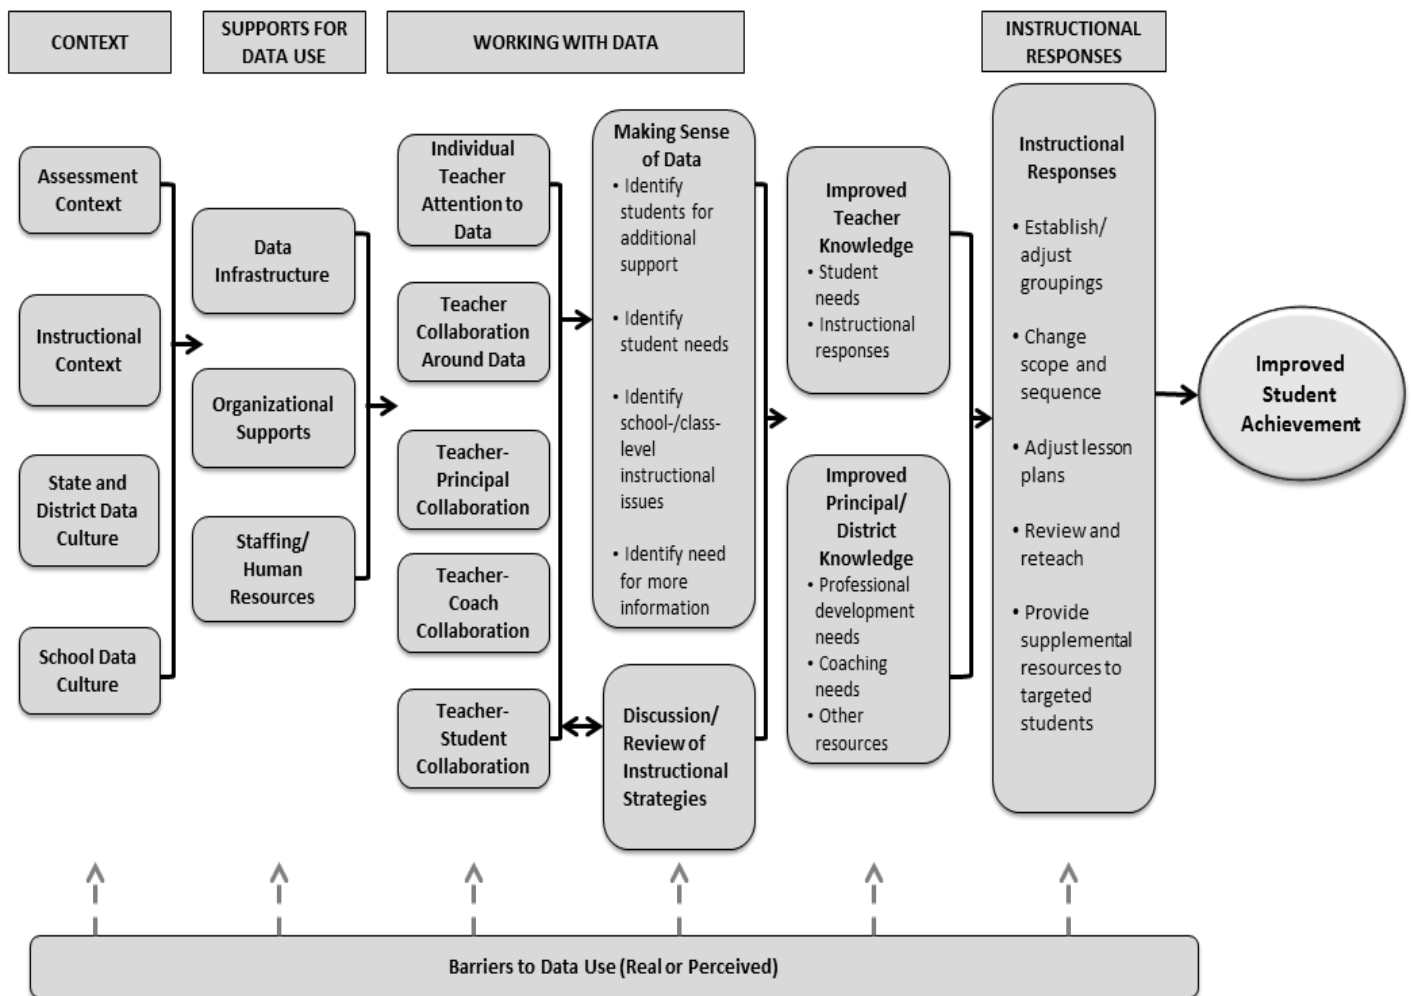 CONTEXT
SUPPORTS FOR
DATA USE
WORKING WITH DATA
INSTRUCTIONAL
RESPONSES
Assessment
Context
Instructional
Context
State and
District Data
Culture
School Data
Culture
Data
Infrastructure
Organizational
Supports
Staffing/
Human
Resources
Individual
Teacher
Attention to
Data
Teacher
Collaboration
Around Data
Teacher-
Principal
Collaboration
Teacher-
Coach
Collaboration
Teacher-
Student
Collaboration
Making Sense
of Data
• Identify
students for
additional
support
• Identify
student needs
• Identify
school-/class-
level
instructional
issues
• Identify need
for more
information
Discussion/
Review of
Instructional
Strategies
Improved
Teacher
Knowledge
• Student
needs
• Instructional
responses
Improved
Principal/
District
Knowledge
• Professional
development
needs
• Coaching
needs
• Other
resources
Instructional
Responses
• Establish/
adjust
groupings
• Change
scope and
sequence
• Adjust lesson
plans
• Review and
reteach
• Provide
supplemental
resources to
targeted
students
Improved
Student
Achievement
Barriers to Data Use (Real or Perceived)